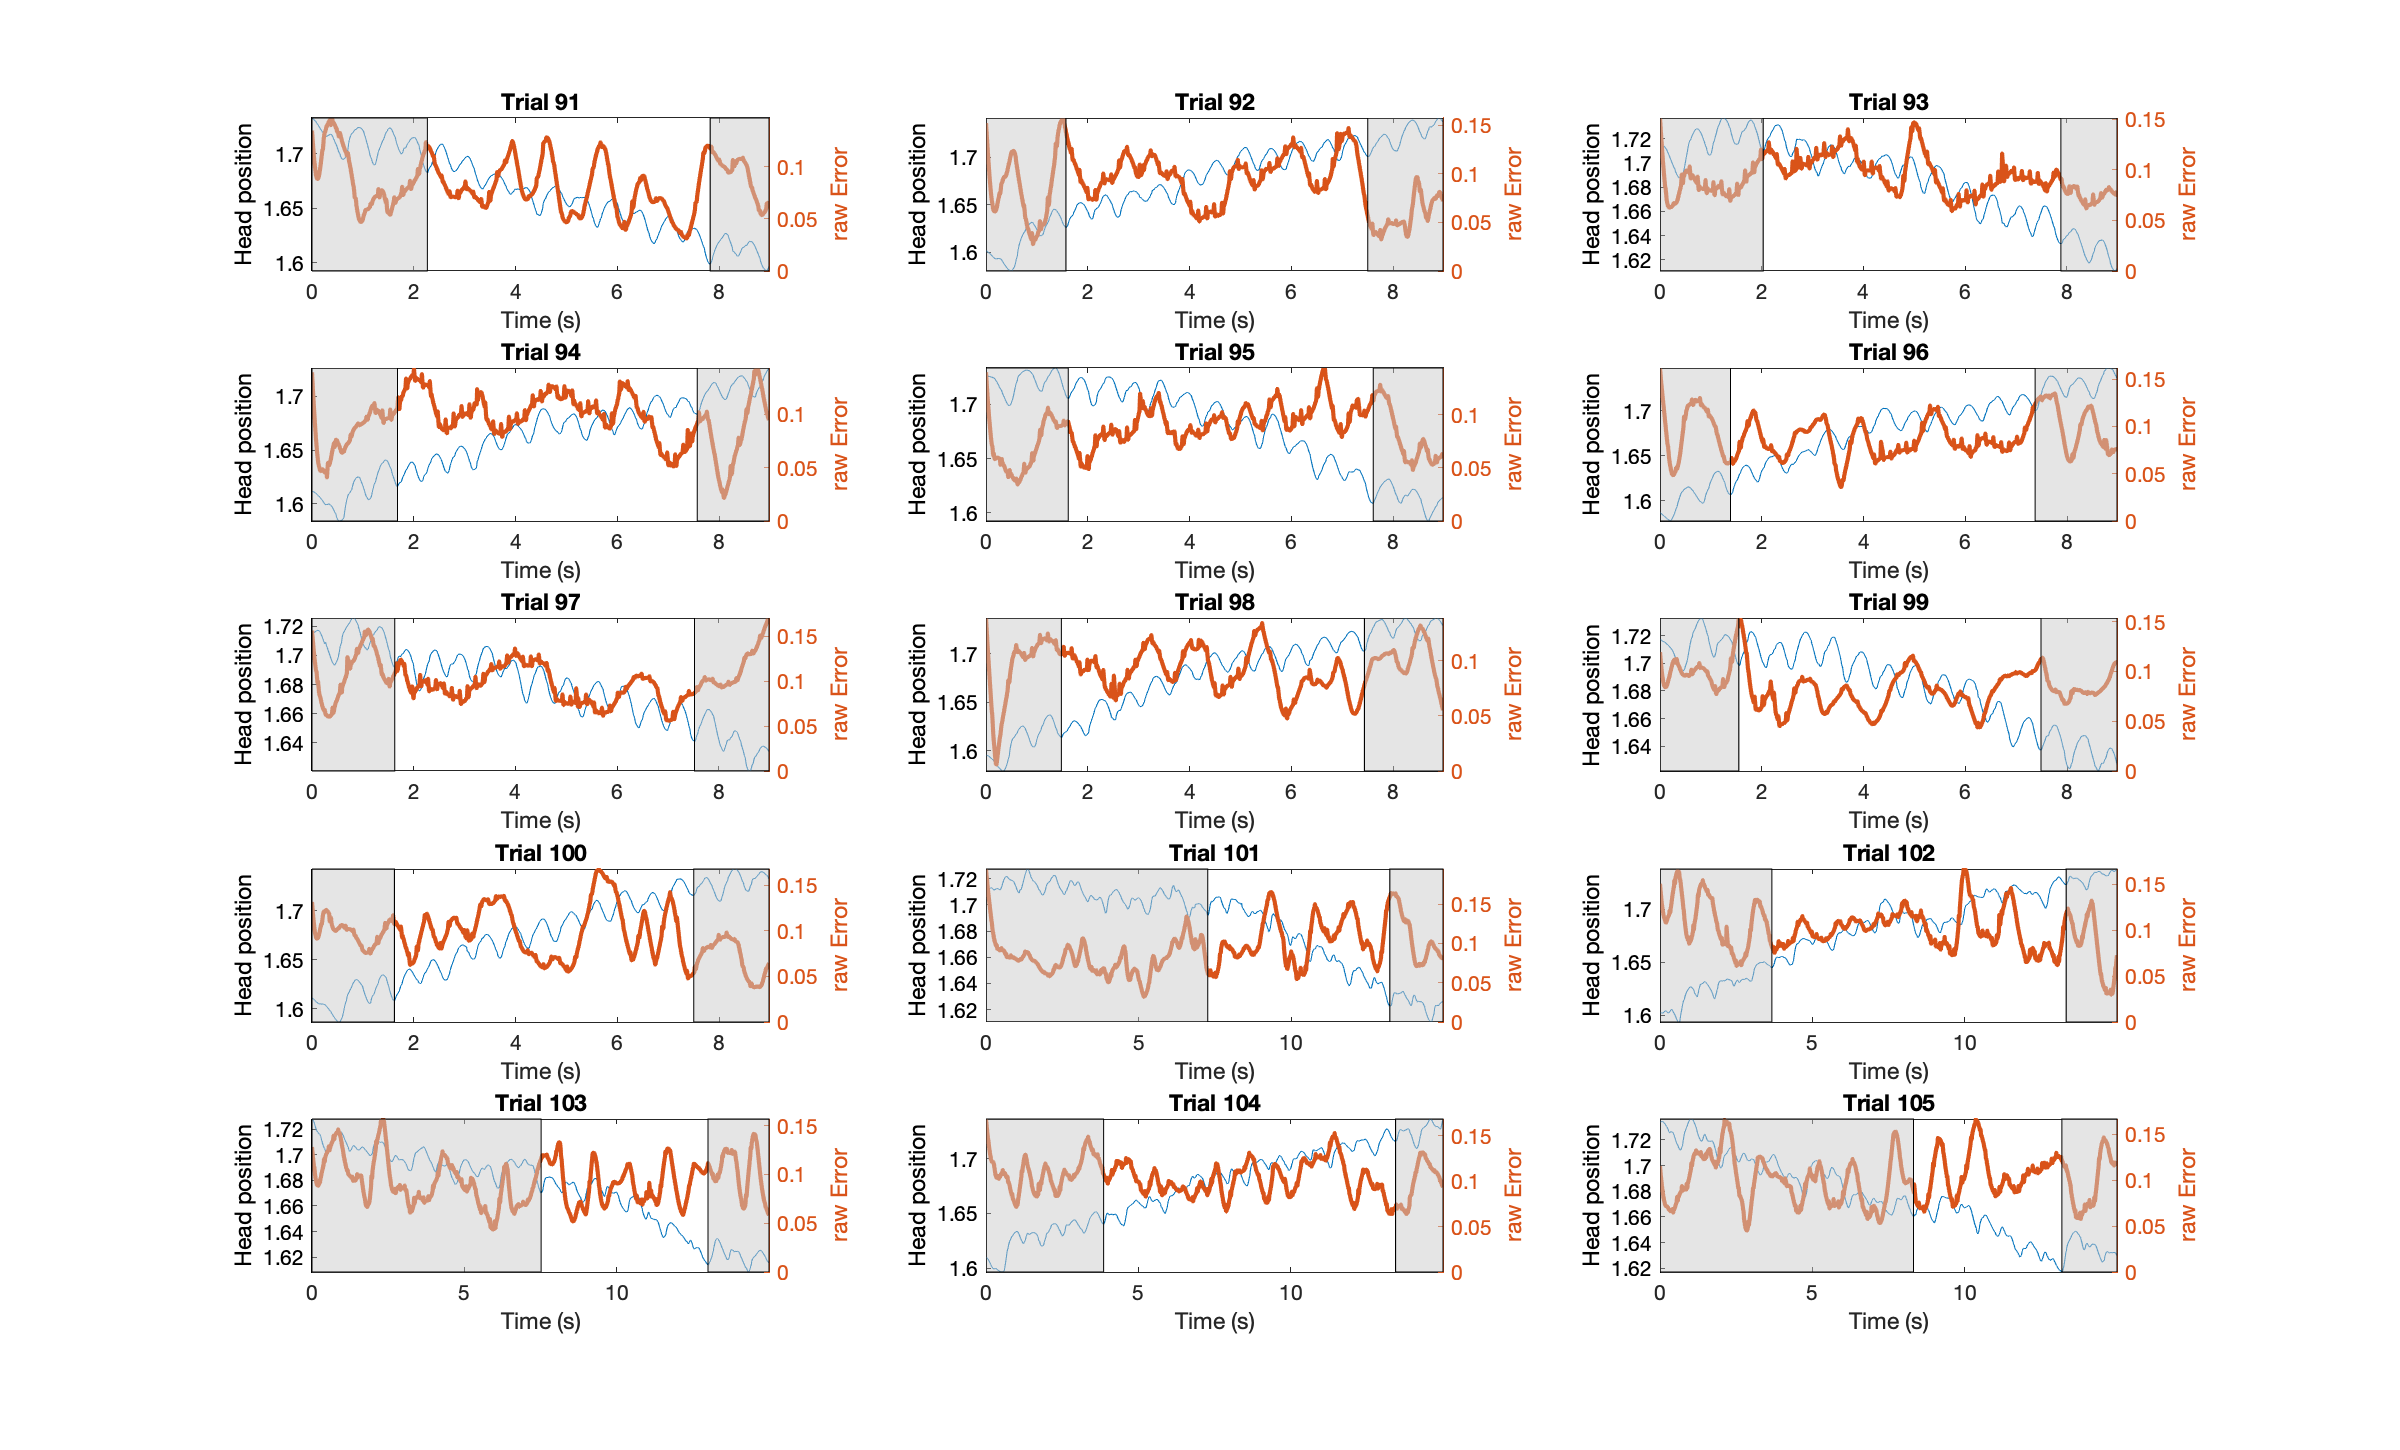 Trial 91
Head position
1.7
1.65
1.6
0.1
0.05
0
raw Error
0 2 4 6 8
Time (s)
Trial 92
Head position
1.7
1.65
1.6
0.15
0.1
0.05
0
raw Error
0 2 4 6 8
Time (s)
Trial 93
Head position
1.72
1.7
1.68
1.66
1.64
1.62
0.15
0.1
0.05
0
raw Error
0 2 4 6 8
Time (s)
Trial 94
Head position
1.7
1.65
1.6
0.1
0.05
0
raw Error
0 2 4 6 8
Time (s)
Trial 95
Head position
1.7
1.65
1.6
0.1
0.05
0
raw Error
0 2 4 6 8
Time (s)
Trial 96
Head position
1.7
1.65
1.6
0.15
0.1
0.05
0
raw Error
0 2 4 6 8
Time (s)
Trial 97
Head position
1.72
1.7
1.68
1.66
1.64
0.15
0.1
0.05
0
raw Error
0 2 4 6 8
Time (s)
Trial 98
Head position
1.7
1.65
1.6
0.1
0.05
0
raw Error
0 2 4 6 8
Time (s)
Trial 99
Head position
1.72
1.7
1.68
1.66
1.64
0.15
0.1
0.05
0
raw Error
0 2 4 6 8
Time (s)
Trial 100
Head position
1.7
1.65
1.6
0.15
0.1
0.05
0
raw Error
0 2 4 6 8
Time (s)
Trial 101
Head position
1.72
1.7
1.68
1.66
1.64
1.62
0.15
0.1
0.05
0
raw Error
0 5 10
Time (s)
Trial 102
Head position
1.7
1.65
1.6
0.15
0.1
0.05
0
raw Error
0 5 10
Time (s)
Trial 103
Head position
1.72
1.7
1.68
1.66
1.64
1.62
0.15
0.1
0.05
0
raw Error
0 5 10
Time (s)
Trial 104
Head position
1.7
1.65
1.6
0.15
0.1
0.05
0
raw Error
0 5 10
Time (s)
Trial 105
Head position
1.72
1.7
1.68
1.66
1.64
1.62
0.15
0.1
0.05
0
raw Error
0 5 10
Time (s)